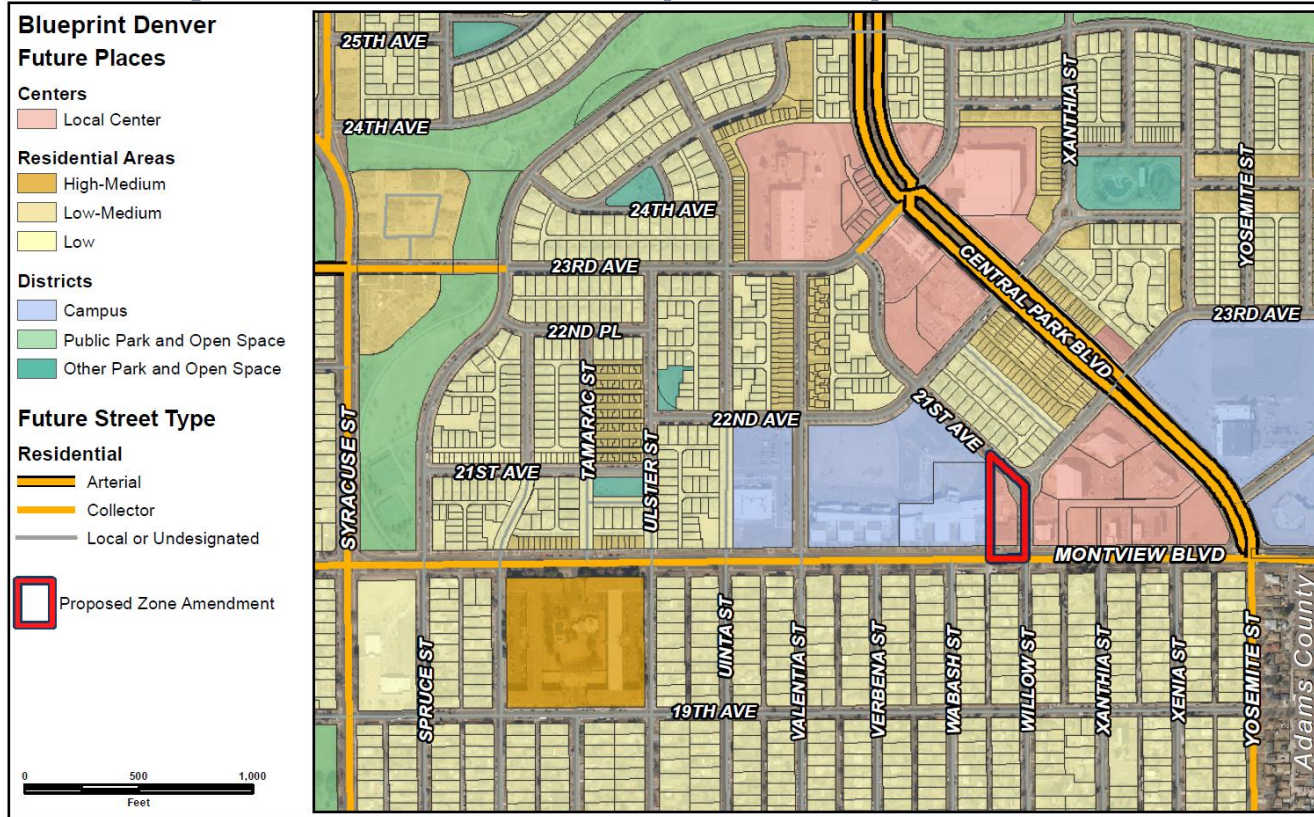 Blueprint Denver
Future Places
Centers
Local Center
Residential Areas
High-Medium
Low-Medium
Low
Districts
Campus
Public Park and Open Space
Other Park and Open Space
Future Street Type
Residential
Arterial
Collector
Local or Undesignated
Proposed Zone Amendment
0 500 1,000
Feet
25TH AVE
24TH AVE
XANTHIA ST
YOSEMITE ST
24TH AVE
23RD AVE
CENTRAL PARK BLVD
23RD AVE
22ND PL
SYRACUSE ST
TAMARAC ST
ULSTER ST
22ND AVE
21ST AVE
21ST AVE
MONTVIEW BLVD
SPRUCE ST
UINTA ST
VALENTIA ST
VERBENA ST
WABASH ST
WILLOW ST
XANTHIA ST
XENIA ST
YOSEMITE ST
Adams County
19TH AVE